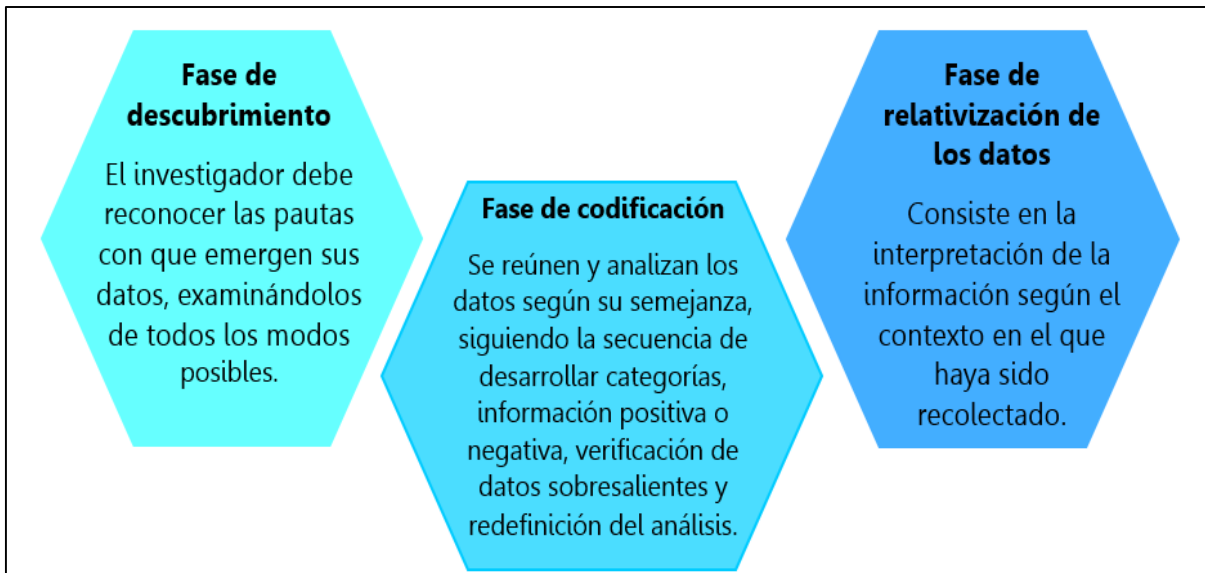 Fase de
descubrimiento
El investigador debe
reconocer las pautas
con que emergen sus
datos, examinándolos
de todos los modos
posibles.
Fase de codificación
Se reúnen y analizan los
datos según su semejanza,
siguiendo la secuencia de
desarrollar categorías,
información positiva o
negativa, verificación de
datos sobresalientes y
redefinición del análisis.
Fase de
relativización de
los datos
Consiste en la
interpretación de la
información según el
contexto en el que
haya sido
recolectado.